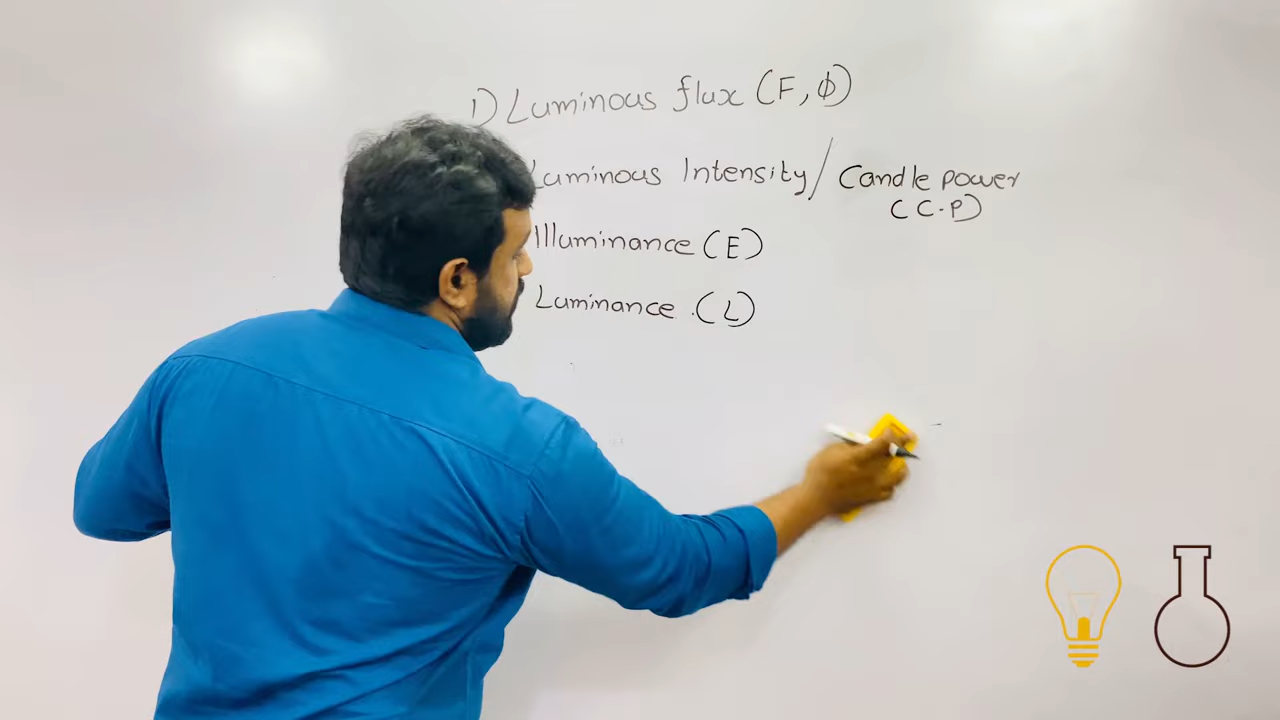 1) Luminous flux (F, Φ)
Luminous Intensity / Candle power
(C.P)
Illuminance (E)
Luminance . (L)